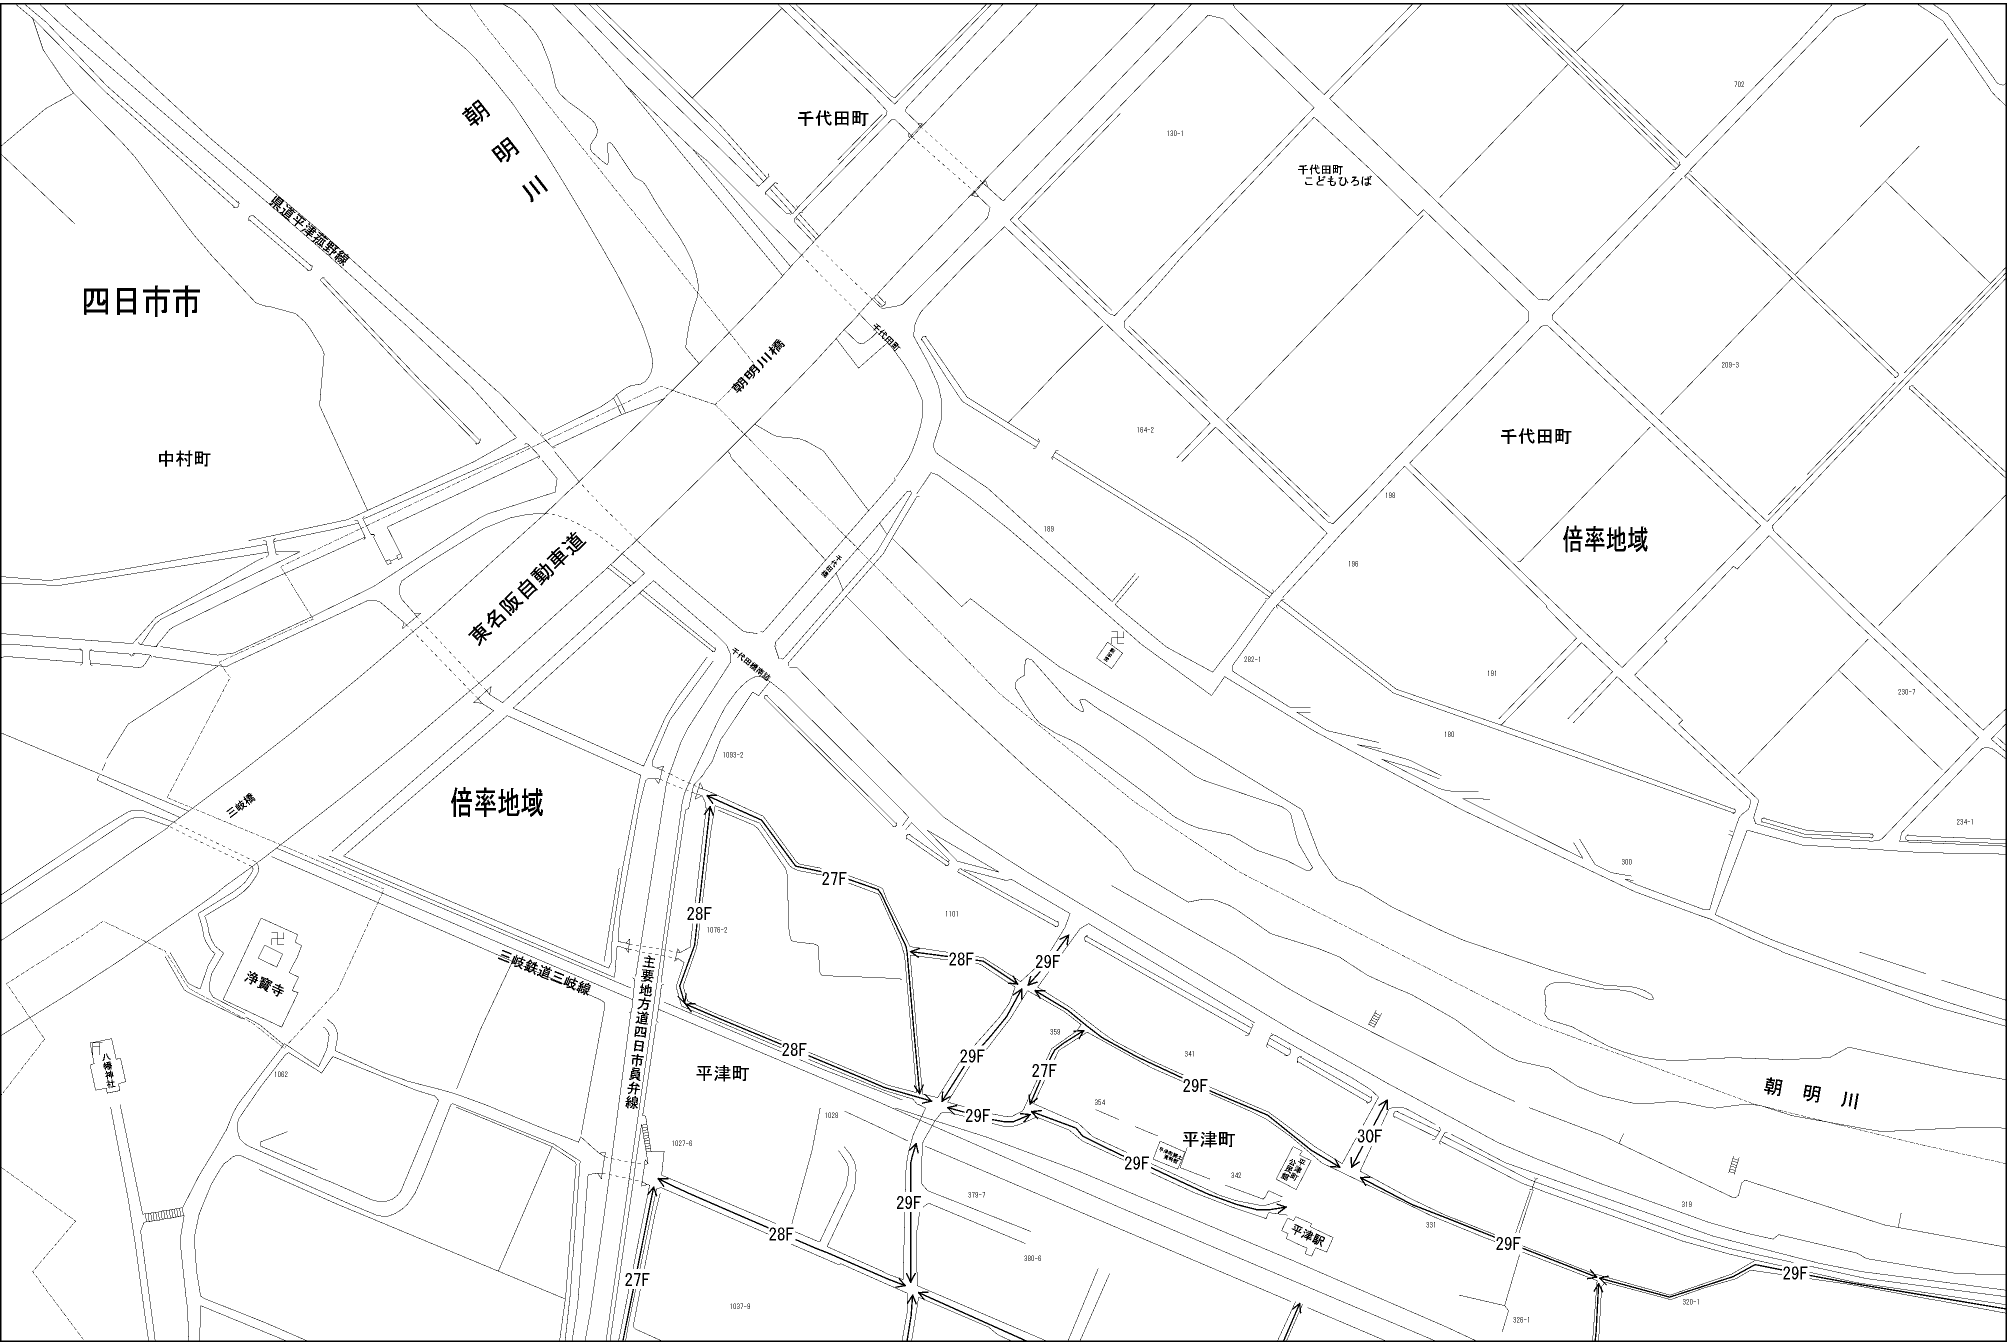 702
千代田町
130-1
朝明川
千代田町
こどもひろば
県道平津菰野線
四日市市
千代田町
朝明川橋
209-3
164-2
千代田町
中村町
198
189
倍率地域
東名阪自動車道
千代田橋
196
282-1
191
230-7
180
1093-2
倍率地域
三岐橋
234-1
300
27F
28F
1101
1076-2
28F
29F
三岐鉄道三岐線
浄寶寺
主要地方道四日市員弁線
359
341
28F
29F
27F
29F
平津町
八幡神社
1062
朝明川
354
29F
1028
30F
1027-6
平津町
29F
平津町
公民館
342
379-7
29F
319
331
28F
平津駅
29F
380-6
27F
29F
1037-9
320-1
326-1